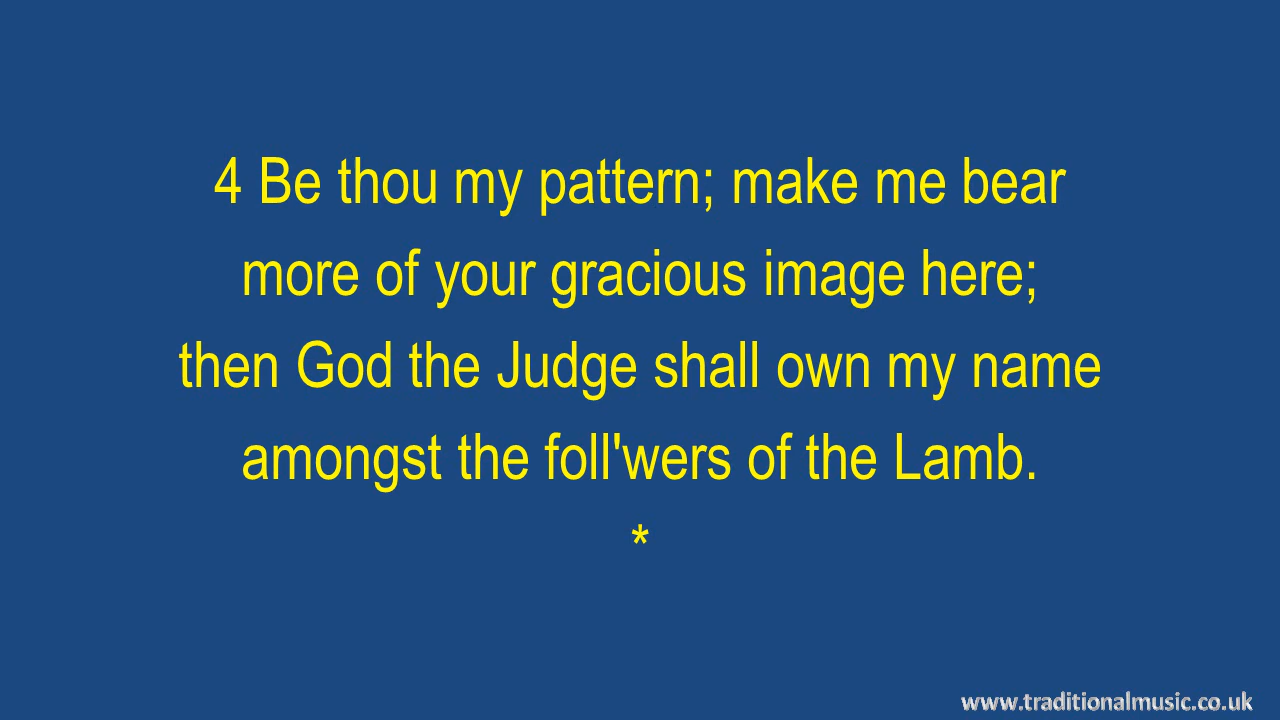 4 Be thou my pattern; make me bear
more of your gracious image here;
then God the Judge shall own my name
amongst the foll'wers of the Lamb.
*
www.traditionalmusic.co.uk